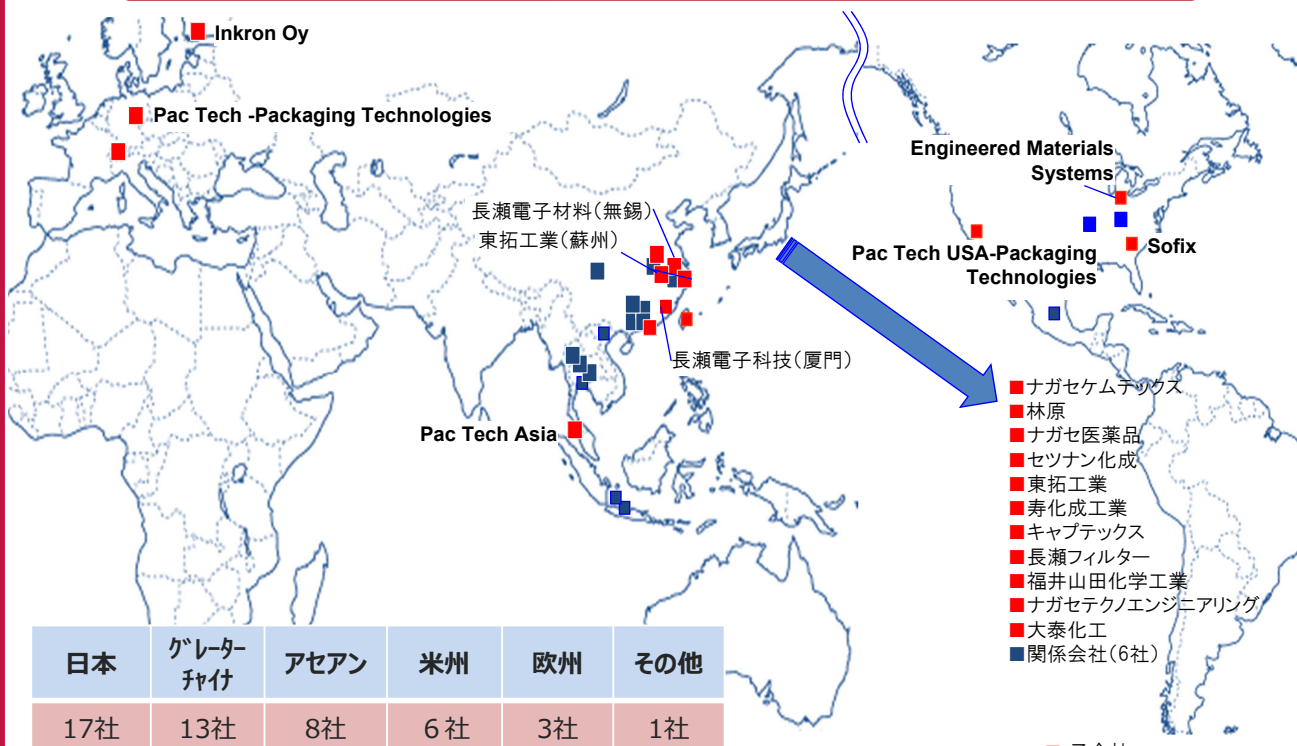 Inkron Oy
Pac Tech -Packaging Technologies
Engineered Materials
Systems
長瀬電子材料(無錫)
東拓工業(蘇州)
Pac Tech USA-Packaging
Technologies
Sofix
長瀬電子科技(厦門)
Pac Tech Asia
ナガセケムテックス
林原
ナガセ医薬品
セツナン化成
東拓工業
寿化成工業
キャプテックス
長瀬フィルター
福井山田化学工業
ナガセテクノエンジニアリング
大泰化工
関係会社(6社)
日本 グレーターチャイナ アセアン 米州 欧州 その他
17社 13社 8社 6社 3社 1社